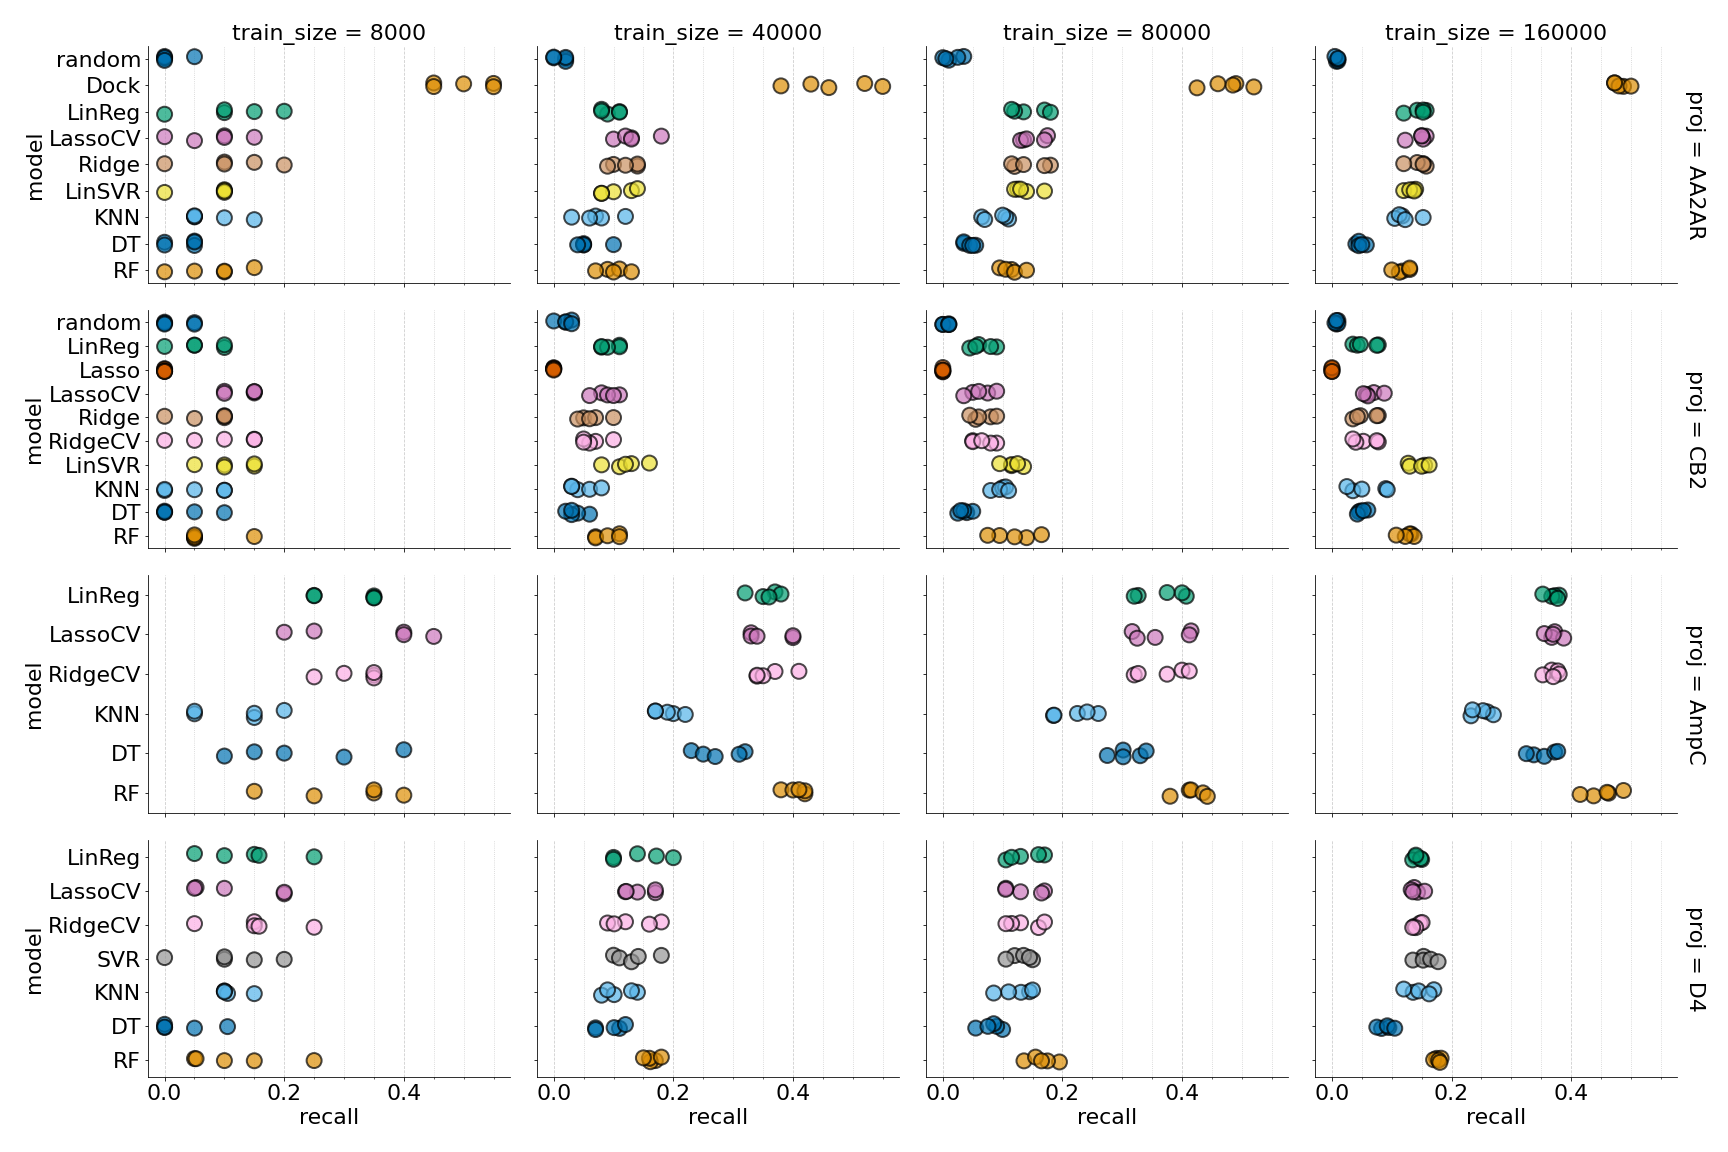 train_size = 8000
train_size = 40000
train_size = 80000
train_size = 160000
model
random
Dock
LinReg
LassoCV
Ridge
LinSVR
KNN
DT
RF
proj = AA2AR
model
random
LinReg
Lasso
LassoCV
Ridge
RidgeCV
LinSVR
KNN
DT
RF
proj = CB2
model
LinReg
LassoCV
RidgeCV
KNN
DT
RF
proj = AmpC
model
LinReg
LassoCV
RidgeCV
SVR
KNN
DT
RF
proj = D4
0.0 0.2 0.4
recall
0.0 0.2 0.4
recall
0.0 0.2 0.4
recall
0.0 0.2 0.4
recall